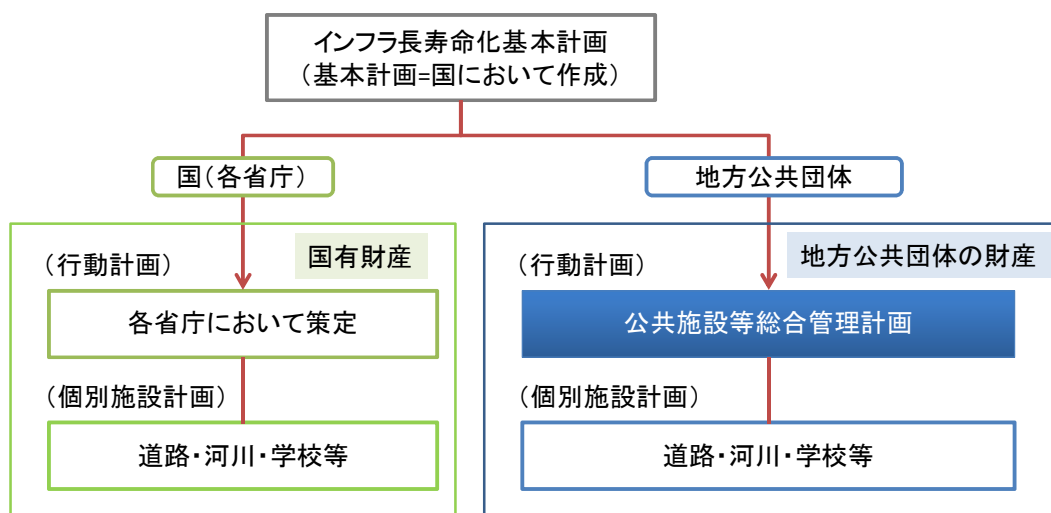 インフラ長寿命化基本計画
（基本計画=国において作成）
国（各省庁）
地方公共団体
国有財産
（行動計画）
各省庁において策定
（個別施設計画）
道路・河川・学校等
地方公共団体の財産
（行動計画）
公共施設等総合管理計画
（個別施設計画）
道路・河川・学校等